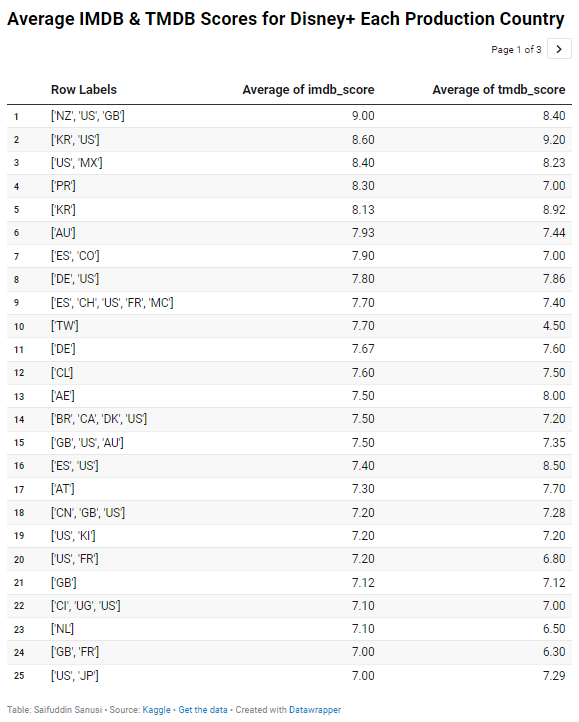 Average IMDB & TMDB Scores for Disney+ Each Production Country
Page 1 of 3 >
Row Labels Average of imdb_score Average of tmdb_score
1 ['NZ', 'US', 'GB'] 9.00 8.40
2 ['KR', 'US'] 8.60 9.20
3 ['US', 'MX'] 8.40 8.23
4 ['PR'] 8.30 7.00
5 ['KR'] 8.13 8.92
6 ['AU'] 7.93 7.44
7 ['ES', 'CO'] 7.90 7.00
8 ['DE', 'US'] 7.80 7.86
9 ['ES', 'CH', 'US', 'FR', 'MC'] 7.70 7.40
10 ['TW'] 7.70 4.50
11 ['DE'] 7.67 7.60
12 ['CL'] 7.60 7.50
13 ['AE'] 7.50 8.00
14 ['BR', 'CA', 'DK', 'US'] 7.50 7.20
15 ['GB', 'US', 'AU'] 7.50 7.35
16 ['ES', 'US'] 7.40 8.50
17 ['AT'] 7.30 7.70
18 ['CN', 'GB', 'US'] 7.20 7.28
19 ['US', 'KI'] 7.20 7.20
20 ['US', 'FR'] 7.20 6.80
21 ['GB'] 7.12 7.12
22 ['CI', 'UG', 'US'] 7.10 7.00
23 ['NL'] 7.10 6.50
24 ['GB', 'FR'] 7.00 6.30
25 ['US', 'JP'] 7.00 7.29
Table: Saifuddin Sanusi • Source: Kaggle • Get the data • Created with Datawrapper